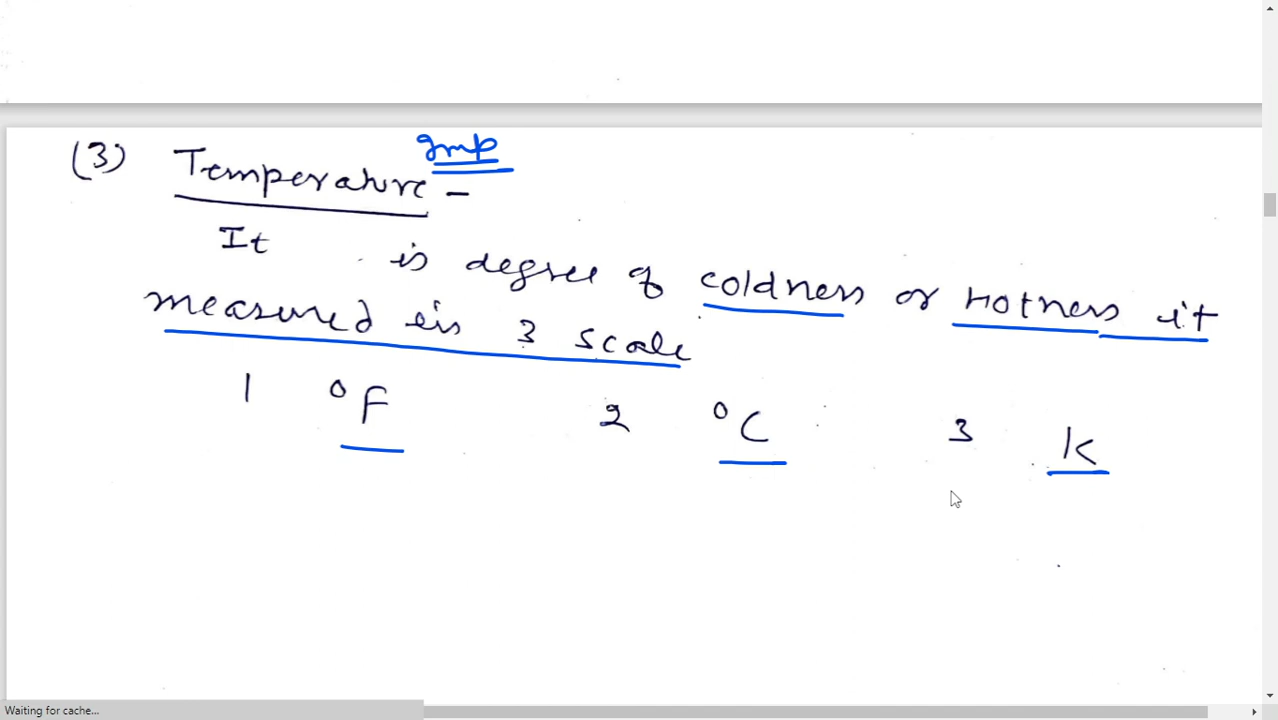 (3) Temperature - Imp
It is degree of coldness or Hotness it
measured in 3 scale
1 °F 2 °C 3 K
Waiting for cache...